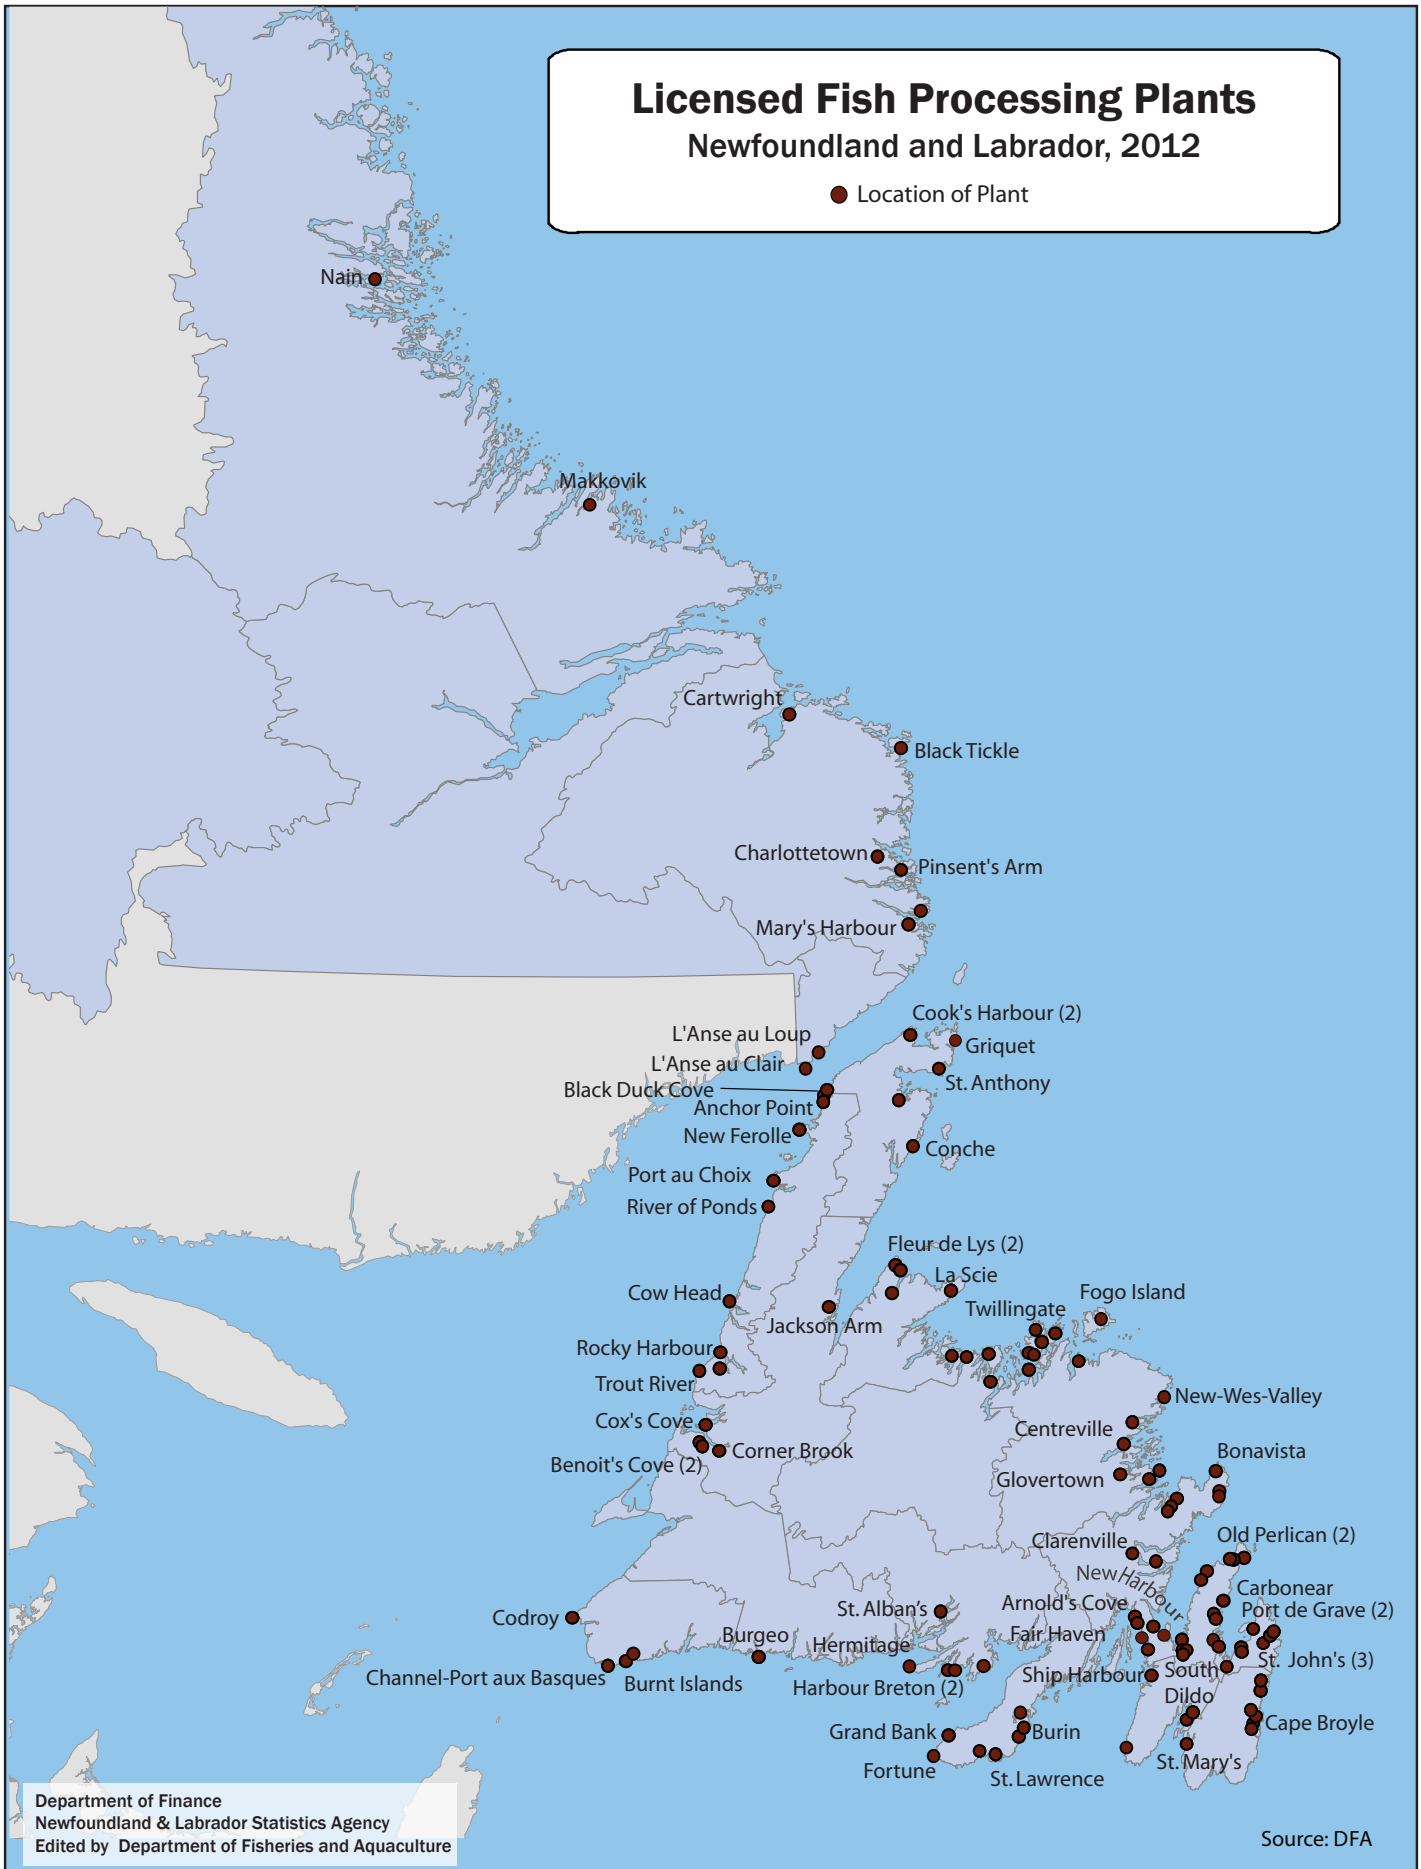 Licensed Fish Processing Plants
Newfoundland and Labrador, 2012
Location of Plant
Nain
Makkovik
Cartwright
Black Tickle
Charlottetown
Pinsent's Arm
Mary's Harbour
Cook's Harbour (2)
L'Anse au Loup
Griquet
L'Anse au Clair
St. Anthony
Black Duck Cove
Anchor Point
New Ferolle
Conche
Port au Choix
River of Ponds
Fleur de Lys (2)
La Scie
Cow Head
Fogo Island
Twillingate
Jackson Arm
Rocky Harbour
Trout River
New-Wes-Valley
Cox's Cove
Centreville
Corner Brook
Bonavista
Benoit's Cove (2)
Glovertown
Old Perlican (2)
Clarenville
New Harbour
Carbonear
Arnold's Cove
Port de Grave (2)
St. Alban's
Codroy
Fair Haven
Burgeo
Hermitage
St. John's (3)
South
Dildo
Ship Harbour
Channel-Port aux Basques
Burnt Islands
Harbour Breton (2)
Cape Broyle
Grand Bank
Burin
St. Mary's
Fortune
St. Lawrence
Department of Finance
Newfoundland & Labrador Statistics Agency
Edited by Department of Fisheries and Aquaculture
Source: DFA